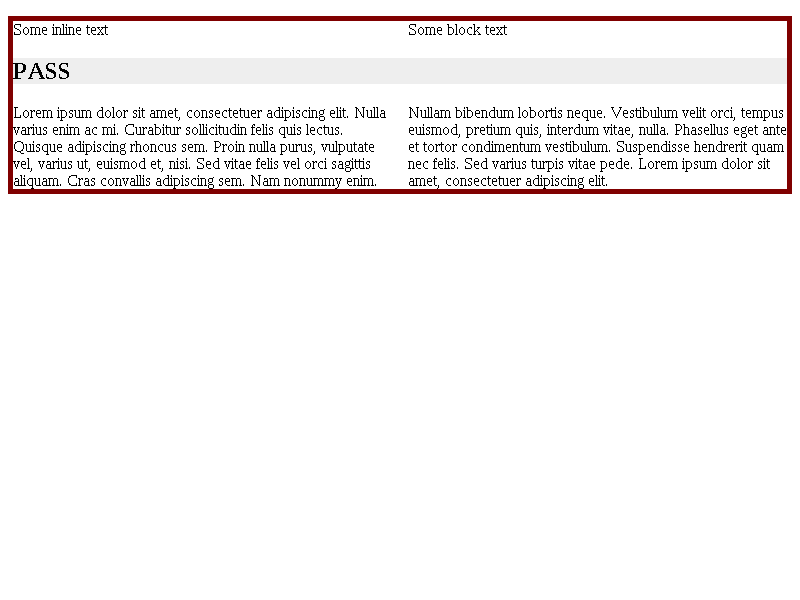 Some inline text
Some block text
PASS
Lorem ipsum dolor sit amet, consectetuer adipiscing elit. Nulla
varius enim ac mi. Curabitur sollicitudin felis quis lectus.
Quisque adipiscing rhoncus sem. Proin nulla purus, vulputate
vel, varius ut, euismod et, nisi. Sed vitae felis vel orci sagittis
aliquam. Cras convallis adipiscing sem. Nam nonummy enim.
Nullam bibendum lobortis neque. Vestibulum velit orci, tempus
euismod, pretium quis, interdum vitae, nulla. Phasellus eget ante
et tortor condimentum vestibulum. Suspendisse hendrerit quam
nec felis. Sed varius turpis vitae pede. Lorem ipsum dolor sit
amet, consectetuer adipiscing elit.